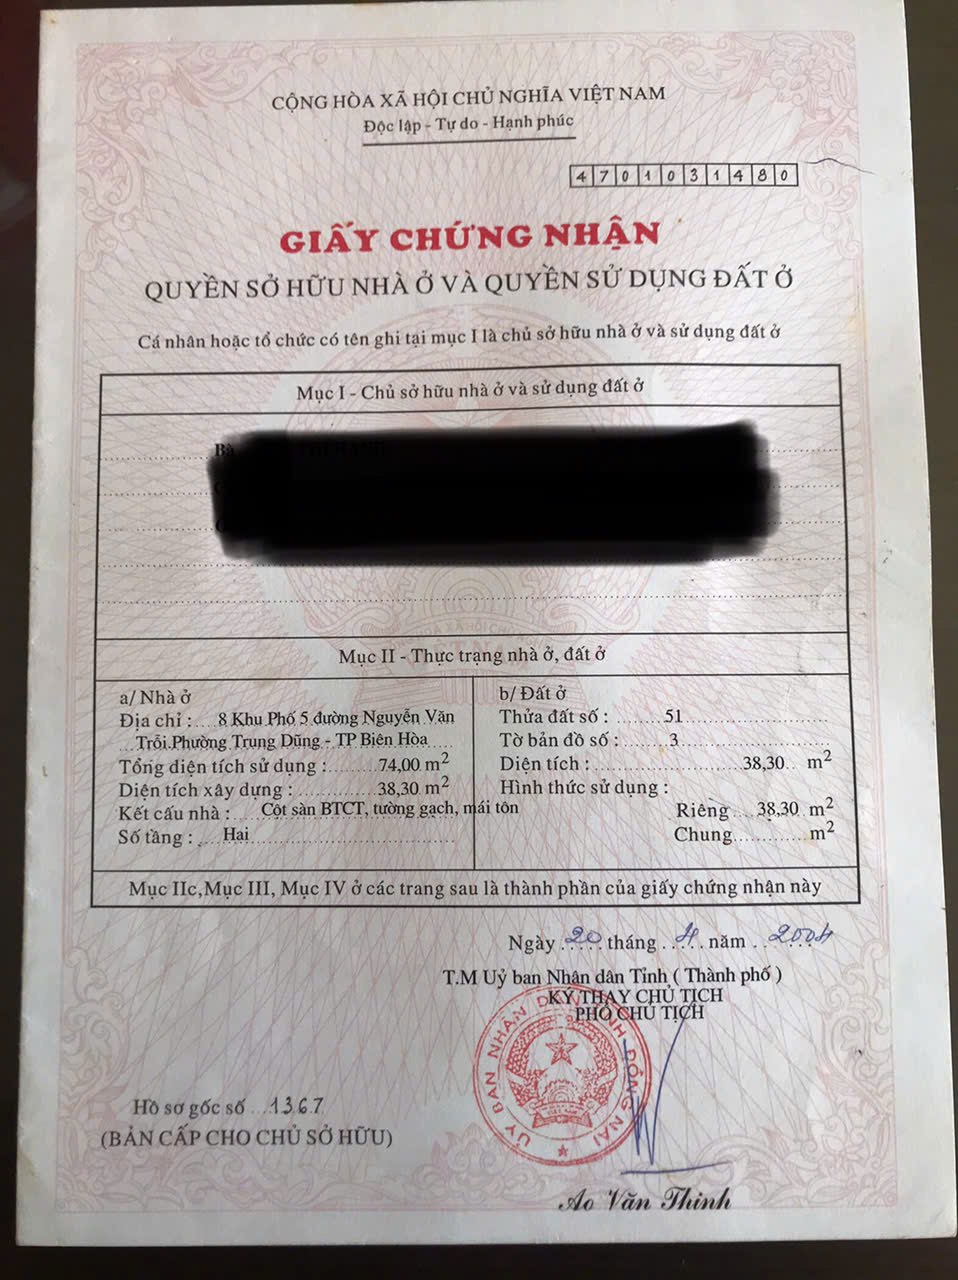 CỘNG HÒA XÃ HỘI CHỦ NGHĨA VIỆT NAM
Độc lập - Tự do - Hạnh phúc
4701031480
GIẤY CHỨNG NHẬN
QUYỀN SỞ HỮU NHÀ Ở VÀ QUYỀN SỬ DỤNG ĐẤT Ở
Cá nhân hoặc tổ chức có tên ghi tại mục I là chủ sở hữu nhà ở và sử dụng đất ở
Mục I - Chủ sở hữu nhà ở và sử dụng đất ở
Bà
Mục II - Thực trạng nhà ở, đất ở
a/ Nhà ở
Địa chỉ : 8 Khu Phố 5 đường Nguyễn Văn
Trỗi.Phường Trung Dũng - TP Biên Hòa
Tổng diện tích sử dụng : 74,00 m2
Diện tích xây dựng : 38,30 m2
Kết cấu nhà : Cột sàn BTCT, tường gạch, mái tôn
Số tầng : Hai
b/ Đất ở
Thửa đất số : 51
Tờ bản đồ số : 3
Diện tích : 38,30 m2
Hình thức sử dụng :
Riêng 38,30 m2
Chung m2
Mục IIc,Mục III, Mục IV ở các trang sau là thành phần của giấy chứng nhận này
Ngày 20 tháng 4 năm 2004
T.M Uỷ ban Nhân dân Tỉnh ( Thành phố )
KÝ THAY CHỦ TỊCH
PHÓ CHỦ TỊCH
ỦY BAN NHÂN DÂN TỈNH ĐỒNG NAI
Hồ sơ gốc số 1367
(BẢN CẤP CHO CHỦ SỞ HỮU)
Ao Văn Thinh